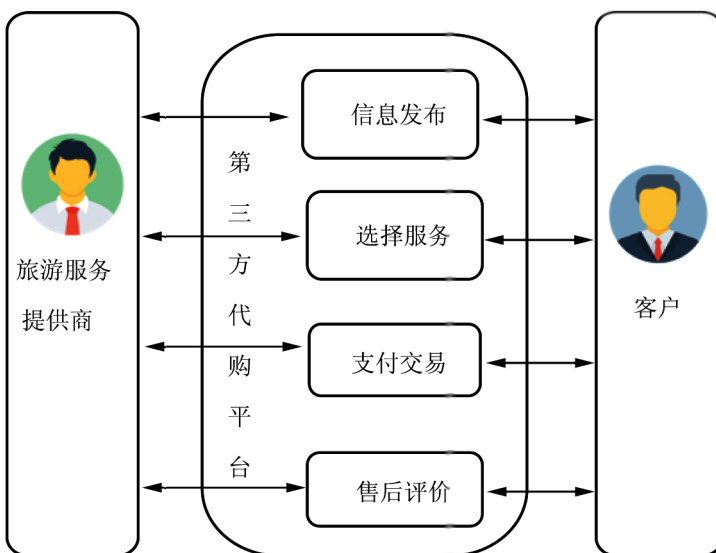 旅游服务
提供商
第
三
方
代
购
平
台
信息发布
选择服务
支付交易
售后评价
客户